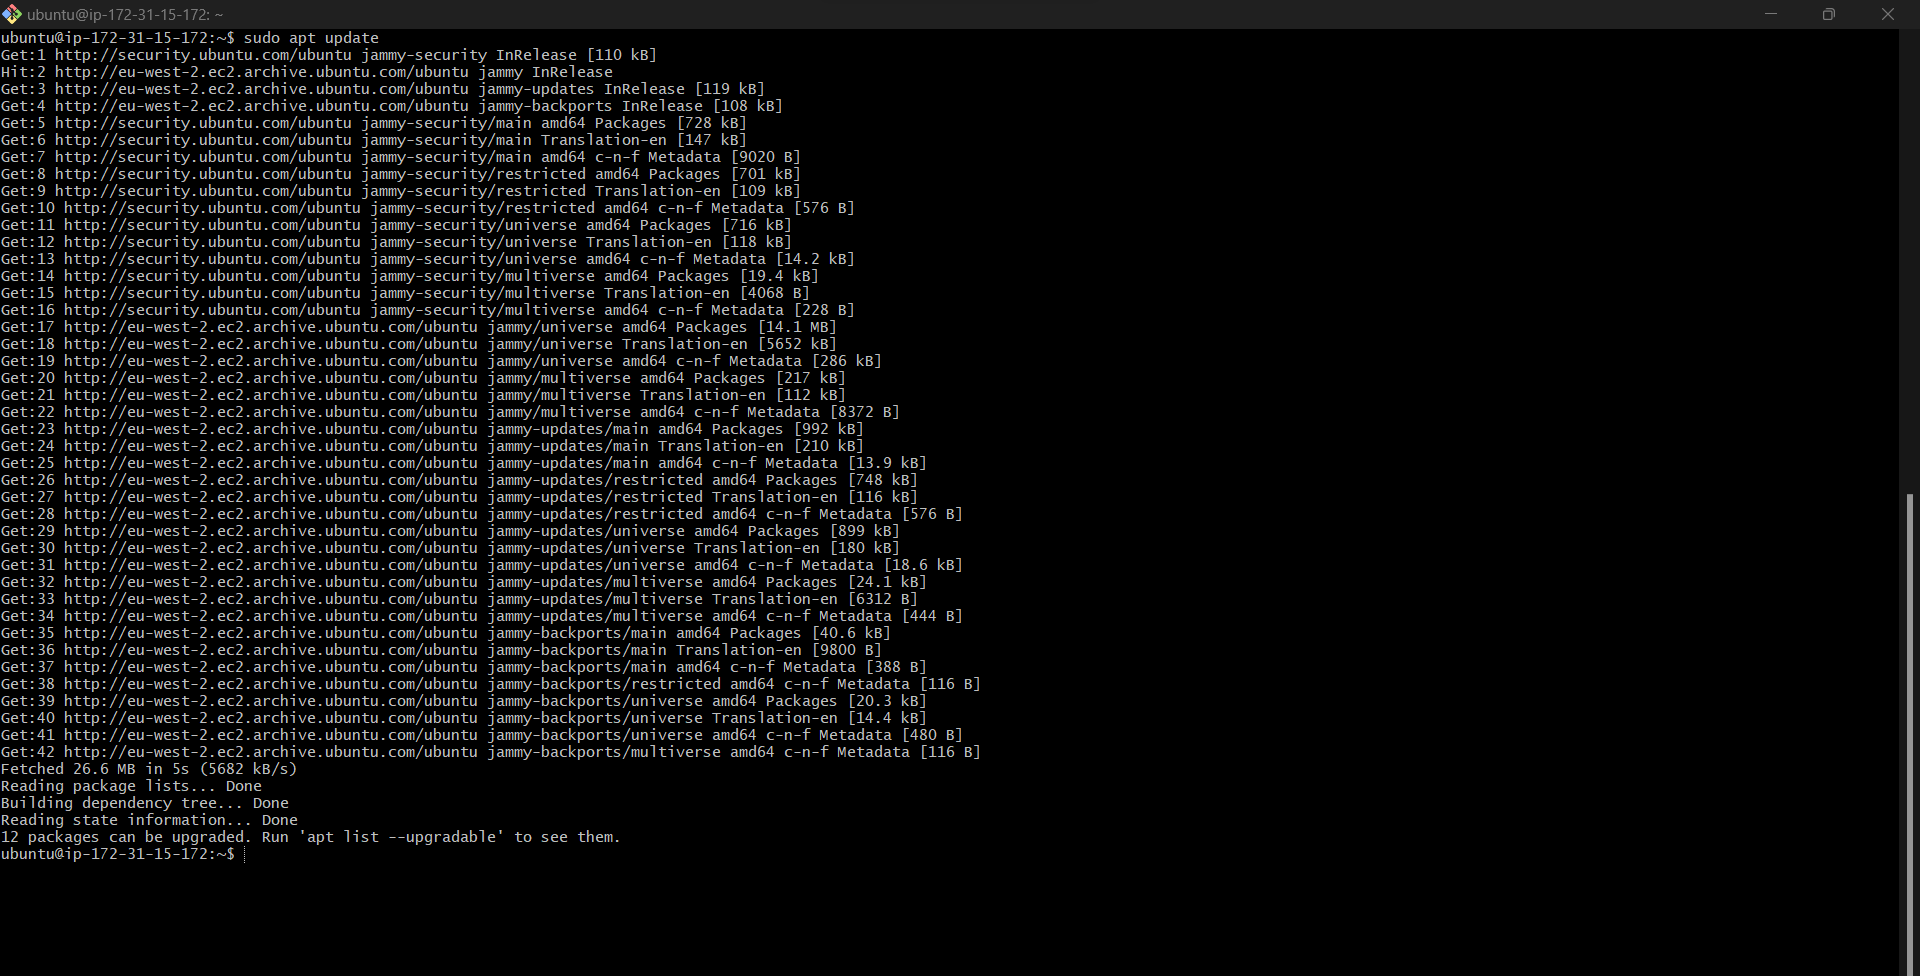 ubuntu@ip-172-31-15-172: ~
ubuntu@ip-172-31-15-172:~$ sudo apt update
Get:1 http://security.ubuntu.com/ubuntu jammy-security InRelease [110 kB]
Hit:2 http://eu-west-2.ec2.archive.ubuntu.com/ubuntu jammy InRelease
Get:3 http://eu-west-2.ec2.archive.ubuntu.com/ubuntu jammy-updates InRelease [119 kB]
Get:4 http://eu-west-2.ec2.archive.ubuntu.com/ubuntu jammy-backports InRelease [108 kB]
Get:5 http://security.ubuntu.com/ubuntu jammy-security/main amd64 Packages [728 kB]
Get:6 http://security.ubuntu.com/ubuntu jammy-security/main Translation-en [147 kB]
Get:7 http://security.ubuntu.com/ubuntu jammy-security/main amd64 c-n-f Metadata [9020 B]
Get:8 http://security.ubuntu.com/ubuntu jammy-security/restricted amd64 Packages [701 kB]
Get:9 http://security.ubuntu.com/ubuntu jammy-security/restricted Translation-en [109 kB]
Get:10 http://security.ubuntu.com/ubuntu jammy-security/restricted amd64 c-n-f Metadata [576 B]
Get:11 http://security.ubuntu.com/ubuntu jammy-security/universe amd64 Packages [716 kB]
Get:12 http://security.ubuntu.com/ubuntu jammy-security/universe Translation-en [118 kB]
Get:13 http://security.ubuntu.com/ubuntu jammy-security/universe amd64 c-n-f Metadata [14.2 kB]
Get:14 http://security.ubuntu.com/ubuntu jammy-security/multiverse amd64 Packages [19.4 kB]
Get:15 http://security.ubuntu.com/ubuntu jammy-security/multiverse Translation-en [4068 B]
Get:16 http://security.ubuntu.com/ubuntu jammy-security/multiverse amd64 c-n-f Metadata [228 B]
Get:17 http://eu-west-2.ec2.archive.ubuntu.com/ubuntu jammy/universe amd64 Packages [14.1 MB]
Get:18 http://eu-west-2.ec2.archive.ubuntu.com/ubuntu jammy/universe Translation-en [5652 kB]
Get:19 http://eu-west-2.ec2.archive.ubuntu.com/ubuntu jammy/universe amd64 c-n-f Metadata [286 kB]
Get:20 http://eu-west-2.ec2.archive.ubuntu.com/ubuntu jammy/multiverse amd64 Packages [217 kB]
Get:21 http://eu-west-2.ec2.archive.ubuntu.com/ubuntu jammy/multiverse Translation-en [112 kB]
Get:22 http://eu-west-2.ec2.archive.ubuntu.com/ubuntu jammy/multiverse amd64 c-n-f Metadata [8372 B]
Get:23 http://eu-west-2.ec2.archive.ubuntu.com/ubuntu jammy-updates/main amd64 Packages [992 kB]
Get:24 http://eu-west-2.ec2.archive.ubuntu.com/ubuntu jammy-updates/main Translation-en [210 kB]
Get:25 http://eu-west-2.ec2.archive.ubuntu.com/ubuntu jammy-updates/main amd64 c-n-f Metadata [13.9 kB]
Get:26 http://eu-west-2.ec2.archive.ubuntu.com/ubuntu jammy-updates/restricted amd64 Packages [748 kB]
Get:27 http://eu-west-2.ec2.archive.ubuntu.com/ubuntu jammy-updates/restricted Translation-en [116 kB]
Get:28 http://eu-west-2.ec2.archive.ubuntu.com/ubuntu jammy-updates/restricted amd64 c-n-f Metadata [576 B]
Get:29 http://eu-west-2.ec2.archive.ubuntu.com/ubuntu jammy-updates/universe amd64 Packages [899 kB]
Get:30 http://eu-west-2.ec2.archive.ubuntu.com/ubuntu jammy-updates/universe Translation-en [180 kB]
Get:31 http://eu-west-2.ec2.archive.ubuntu.com/ubuntu jammy-updates/universe amd64 c-n-f Metadata [18.6 kB]
Get:32 http://eu-west-2.ec2.archive.ubuntu.com/ubuntu jammy-updates/multiverse amd64 Packages [24.1 kB]
Get:33 http://eu-west-2.ec2.archive.ubuntu.com/ubuntu jammy-updates/multiverse Translation-en [6312 B]
Get:34 http://eu-west-2.ec2.archive.ubuntu.com/ubuntu jammy-updates/multiverse amd64 c-n-f Metadata [444 B]
Get:35 http://eu-west-2.ec2.archive.ubuntu.com/ubuntu jammy-backports/main amd64 Packages [40.6 kB]
Get:36 http://eu-west-2.ec2.archive.ubuntu.com/ubuntu jammy-backports/main Translation-en [9800 B]
Get:37 http://eu-west-2.ec2.archive.ubuntu.com/ubuntu jammy-backports/main amd64 c-n-f Metadata [388 B]
Get:38 http://eu-west-2.ec2.archive.ubuntu.com/ubuntu jammy-backports/restricted amd64 c-n-f Metadata [116 B]
Get:39 http://eu-west-2.ec2.archive.ubuntu.com/ubuntu jammy-backports/universe amd64 Packages [20.3 kB]
Get:40 http://eu-west-2.ec2.archive.ubuntu.com/ubuntu jammy-backports/universe Translation-en [14.4 kB]
Get:41 http://eu-west-2.ec2.archive.ubuntu.com/ubuntu jammy-backports/universe amd64 c-n-f Metadata [480 B]
Get:42 http://eu-west-2.ec2.archive.ubuntu.com/ubuntu jammy-backports/multiverse amd64 c-n-f Metadata [116 B]
Fetched 26.6 MB in 5s (5682 kB/s)
Reading package lists... Done
Building dependency tree... Done
Reading state information... Done
12 packages can be upgraded. Run 'apt list --upgradable' to see them.
ubuntu@ip-172-31-15-172:~$